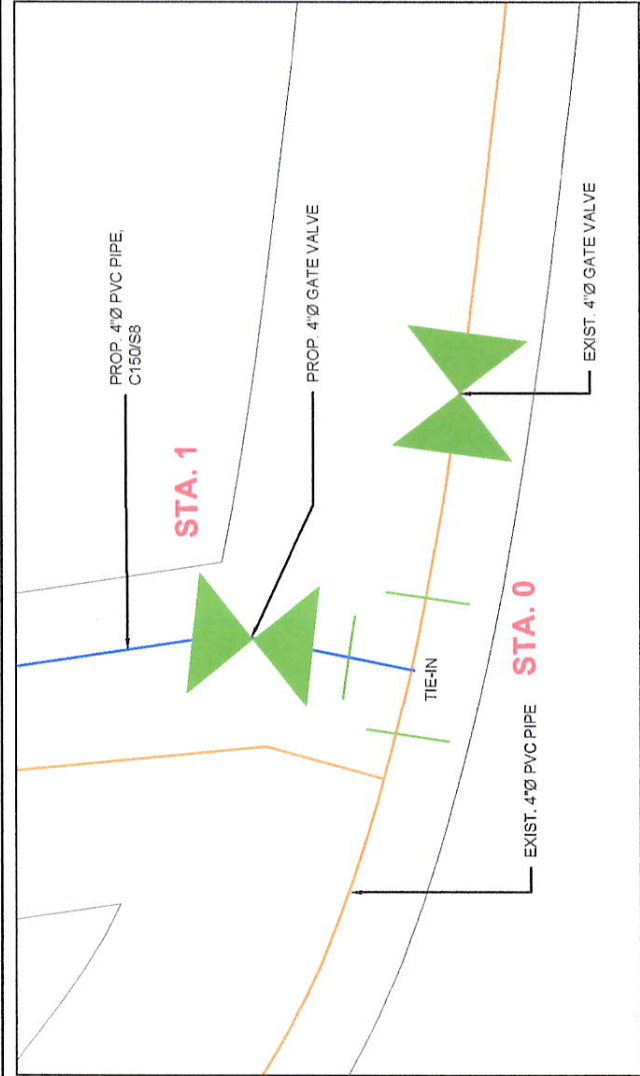 PROP. 4"Ø PVC PIPE,
C150/S8
STA. 1
PROP. 4"Ø GATE VALVE
TIE-IN
STA. 0
EXIST. 4"Ø PVC PIPE
EXIST. 4"Ø GATE VALVE